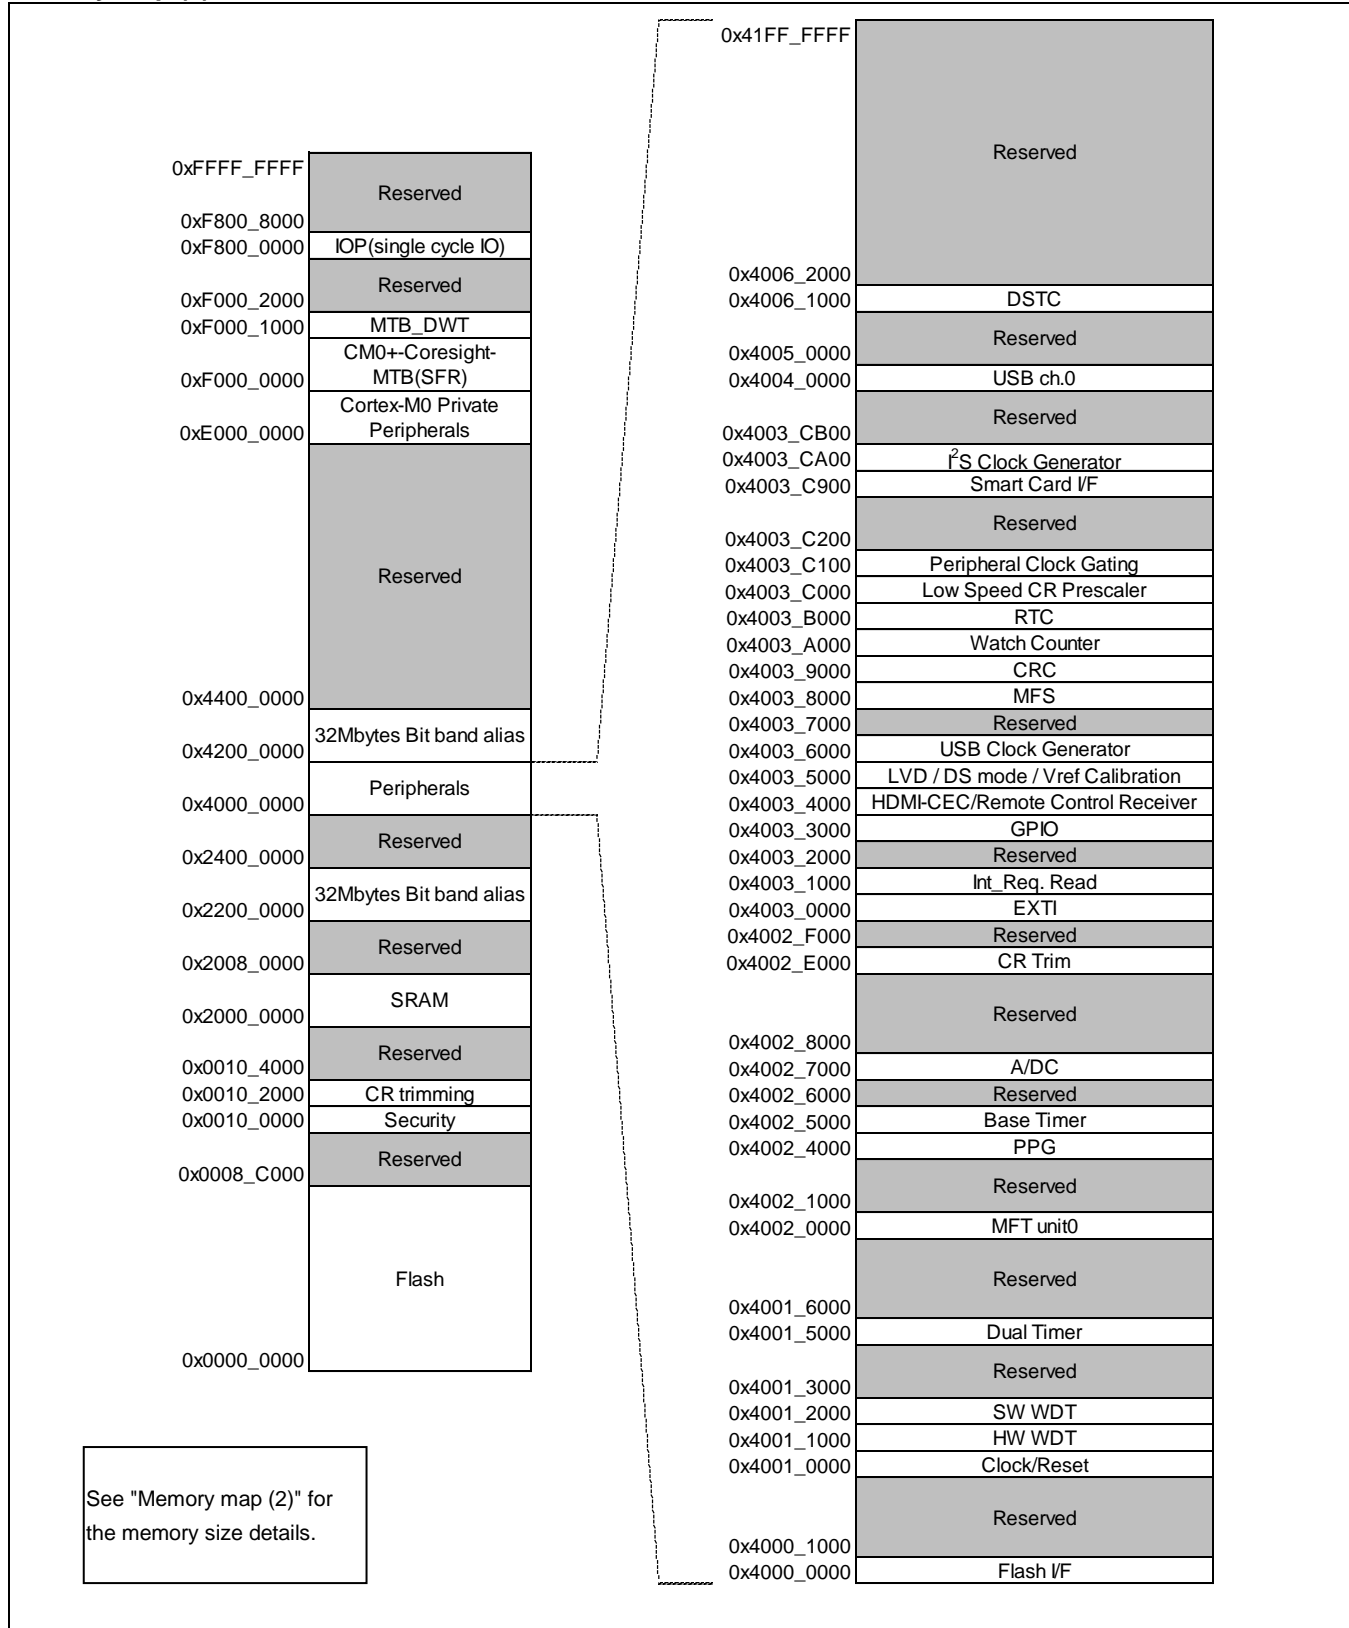 0xFFFF_FFFF
Reserved
0xF800_8000
0xF800_0000 IOP(single cycle IO)
Reserved
0xF000_2000
0xF000_1000 MTB_DWT
CM0+-Coresight-
0xF000_0000 MTB(SFR)
Cortex-M0 Private
0xE000_0000 Peripherals
Reserved
0x4400_0000
32Mbytes Bit band alias
0x4200_0000
Peripherals
0x4000_0000
Reserved
0x2400_0000
32Mbytes Bit band alias
0x2200_0000
Reserved
0x2008_0000
SRAM
0x2000_0000
Reserved
0x0010_4000
0x0010_2000 CR trimming
0x0010_0000 Security
Reserved
0x0008_C000
Flash
0x0000_0000
See "Memory map (2)" for
the memory size details.
0x41FF_FFFF
Reserved
0x4006_2000
0x4006_1000 DSTC
Reserved
0x4005_0000
0x4004_0000 USB ch.0
Reserved
0x4003_CB00
0x4003_CA00 I²S Clock Generator
0x4003_C900 Smart Card I/F
Reserved
0x4003_C200
0x4003_C100 Peripheral Clock Gating
0x4003_C000 Low Speed CR Prescaler
0x4003_B000 RTC
0x4003_A000 Watch Counter
0x4003_9000 CRC
0x4003_8000 MFS
0x4003_7000 Reserved
0x4003_6000 USB Clock Generator
0x4003_5000 LVD / DS mode / Vref Calibration
0x4003_4000 HDMI-CEC/Remote Control Receiver
0x4003_3000 GPIO
0x4003_2000 Reserved
0x4003_1000 Int_Req. Read
0x4003_0000 EXTI
0x4002_F000 Reserved
0x4002_E000 CR Trim
Reserved
0x4002_8000
0x4002_7000 A/DC
0x4002_6000 Reserved
0x4002_5000 Base Timer
0x4002_4000 PPG
Reserved
0x4002_1000
0x4002_0000 MFT unit0
Reserved
0x4001_6000
0x4001_5000 Dual Timer
Reserved
0x4001_3000
0x4001_2000 SW WDT
0x4001_1000 HW WDT
0x4001_0000 Clock/Reset
Reserved
0x4000_1000
0x4000_0000 Flash I/F